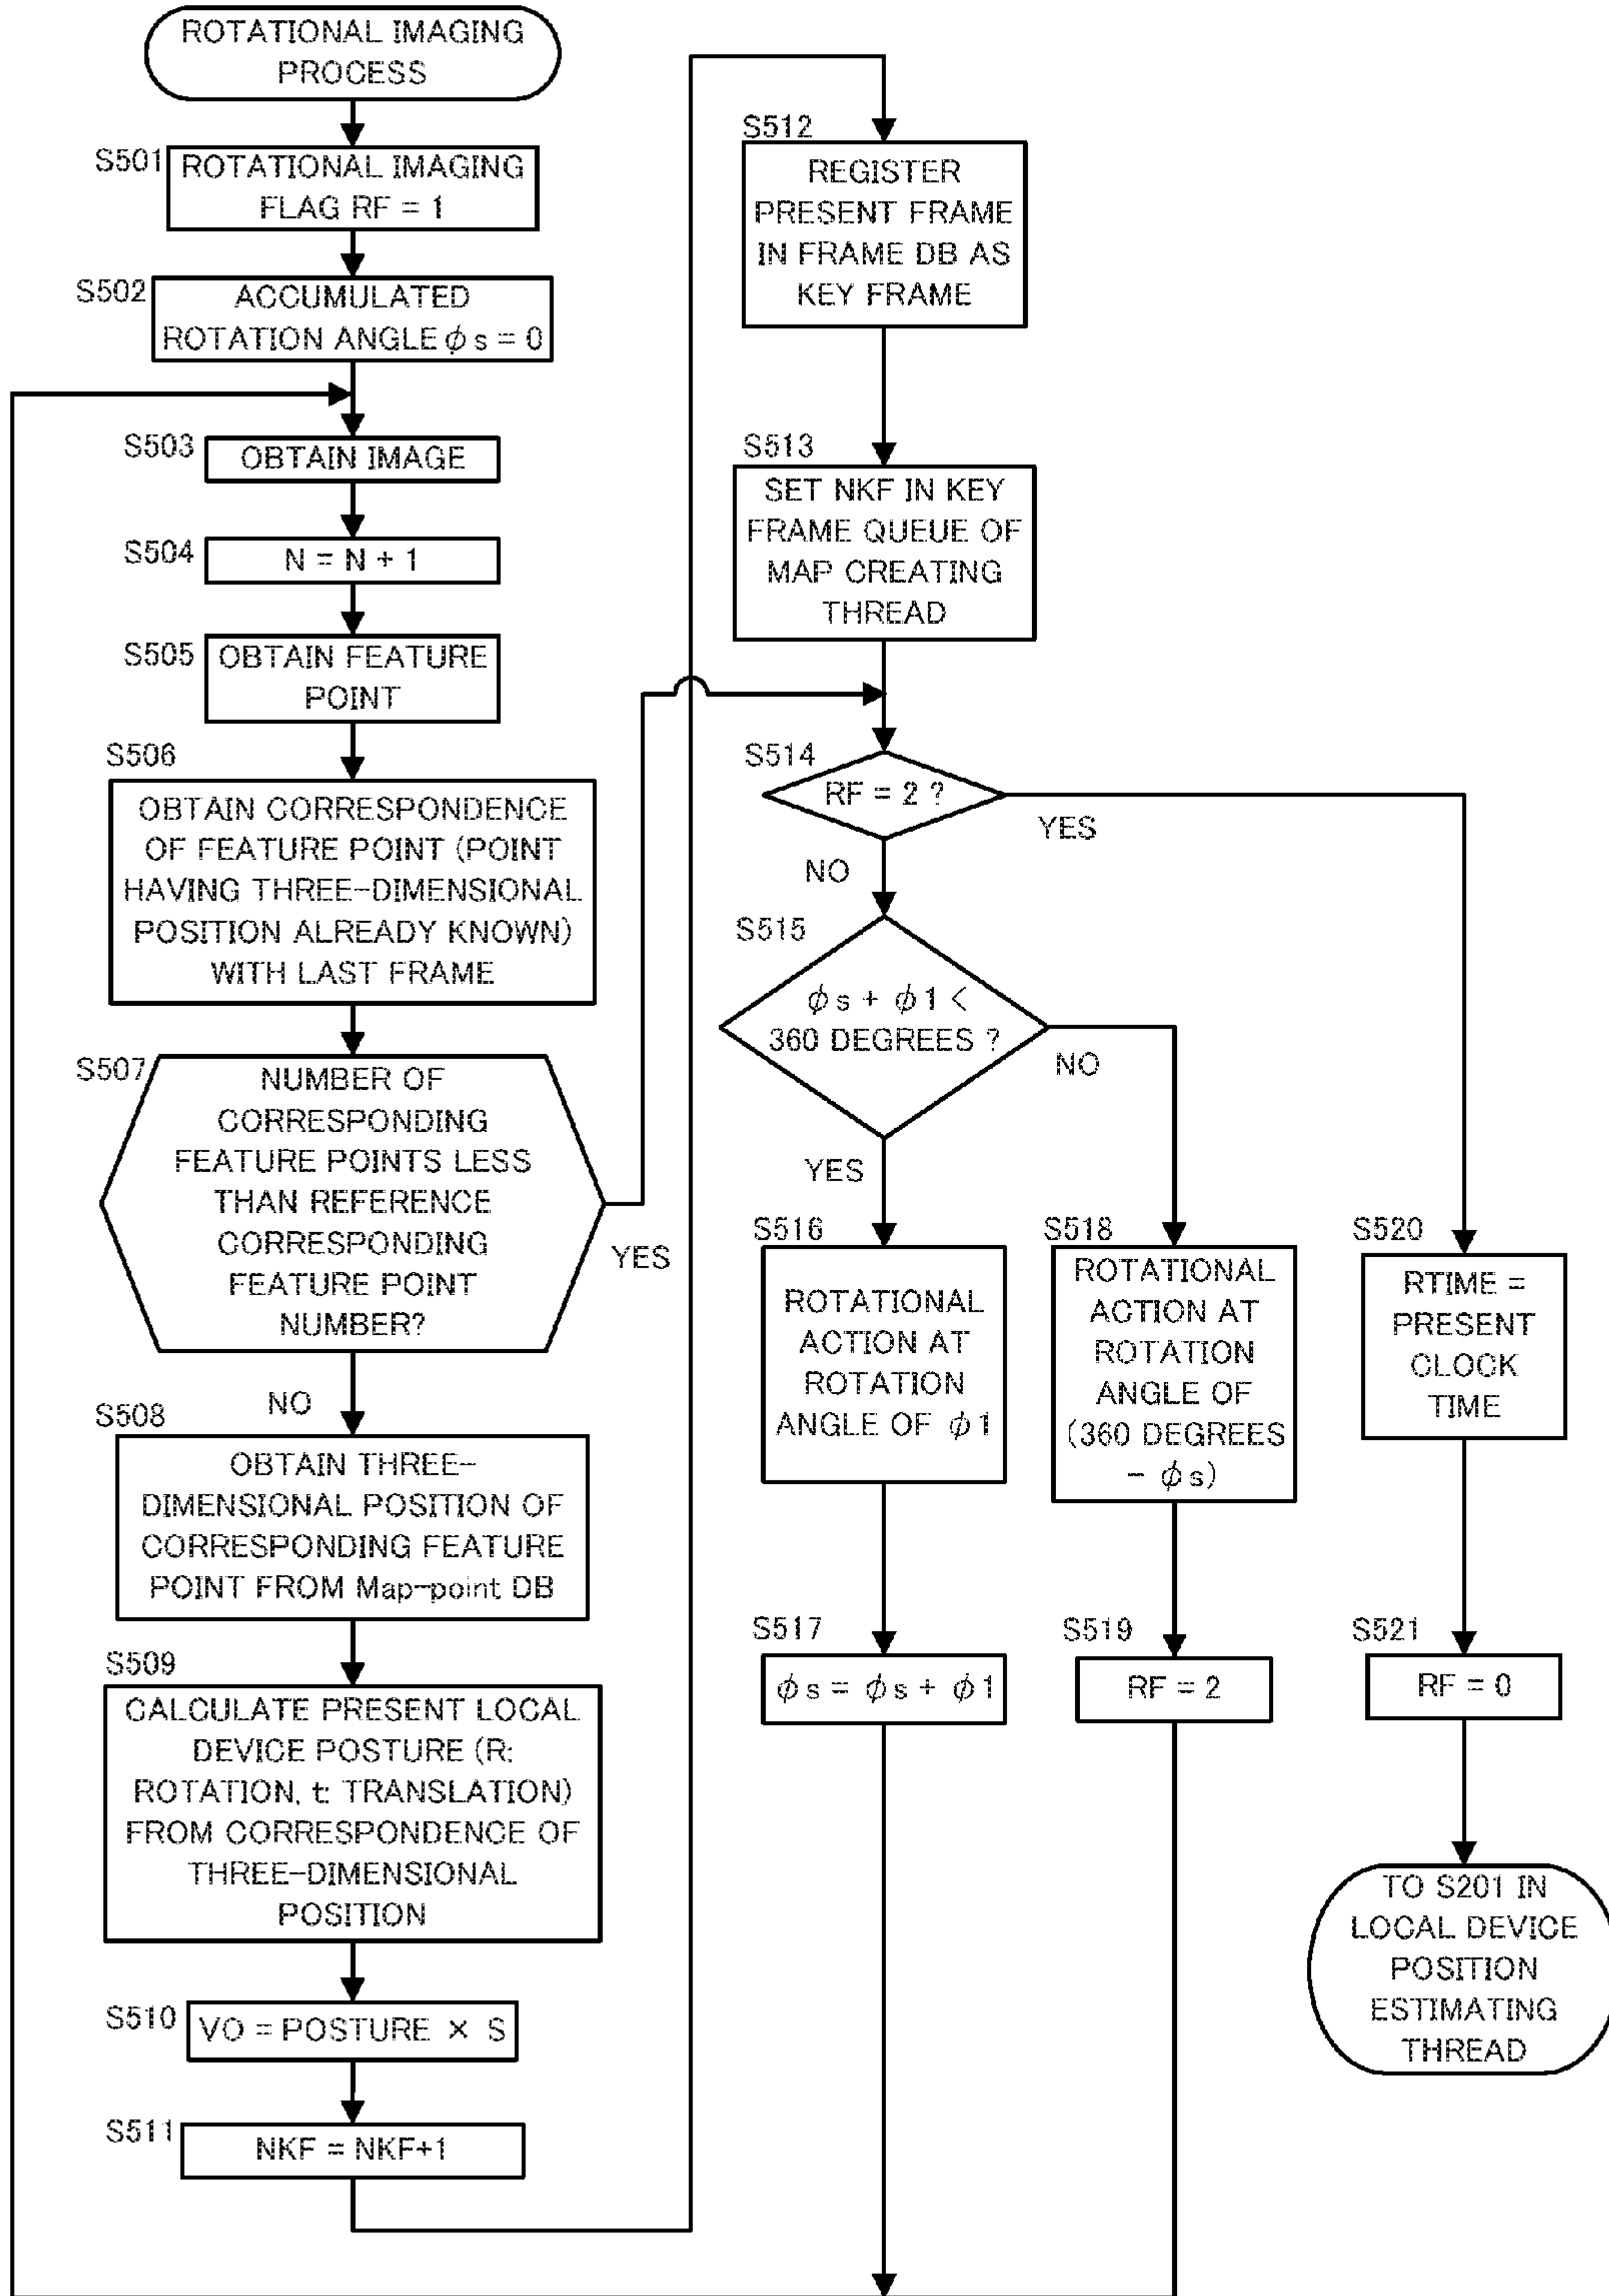 ROTATIONAL IMAGING
PROCESS
S501
ROTATIONAL IMAGING
FLAG RF = 1
S502
ACCUMULATED
ROTATION ANGLE ϕs = 0
S503
OBTAIN IMAGE
S504
N = N + 1
S505
OBTAIN FEATURE
POINT
S506
OBTAIN CORRESPONDENCE
OF FEATURE POINT (POINT
HAVING THREE-DIMENSIONAL
POSITION ALREADY KNOWN)
WITH LAST FRAME
S507
NUMBER OF
CORRESPONDING
FEATURE POINTS LESS
THAN REFERENCE
CORRESPONDING
FEATURE POINT
NUMBER?
YES
NO
S508
OBTAIN THREE-
DIMENSIONAL POSITION OF
CORRESPONDING FEATURE
POINT FROM Map-point DB
S509
CALCULATE PRESENT LOCAL
DEVICE POSTURE (R:
ROTATION, t: TRANSLATION)
FROM CORRESPONDENCE OF
THREE-DIMENSIONAL
POSITION
S510
VO = POSTURE × S
S511
NKF = NKF+1
S512
REGISTER
PRESENT FRAME
IN FRAME DB AS
KEY FRAME
S513
SET NKF IN KEY
FRAME QUEUE OF
MAP CREATING
THREAD
S514
RF = 2 ?
YES
NO
S515
ϕs + ϕ1 <
360 DEGREES ?
NO
YES
S516
ROTATIONAL
ACTION AT
ROTATION
ANGLE OF ϕ1
S517
ϕs = ϕs + ϕ1
S518
ROTATIONAL
ACTION AT
ROTATION
ANGLE OF
(360 DEGREES
- ϕs)
S519
RF = 2
S520
RTIME =
PRESENT
CLOCK
TIME
S521
RF = 0
TO S201 IN
LOCAL DEVICE
POSITION
ESTIMATING
THREAD